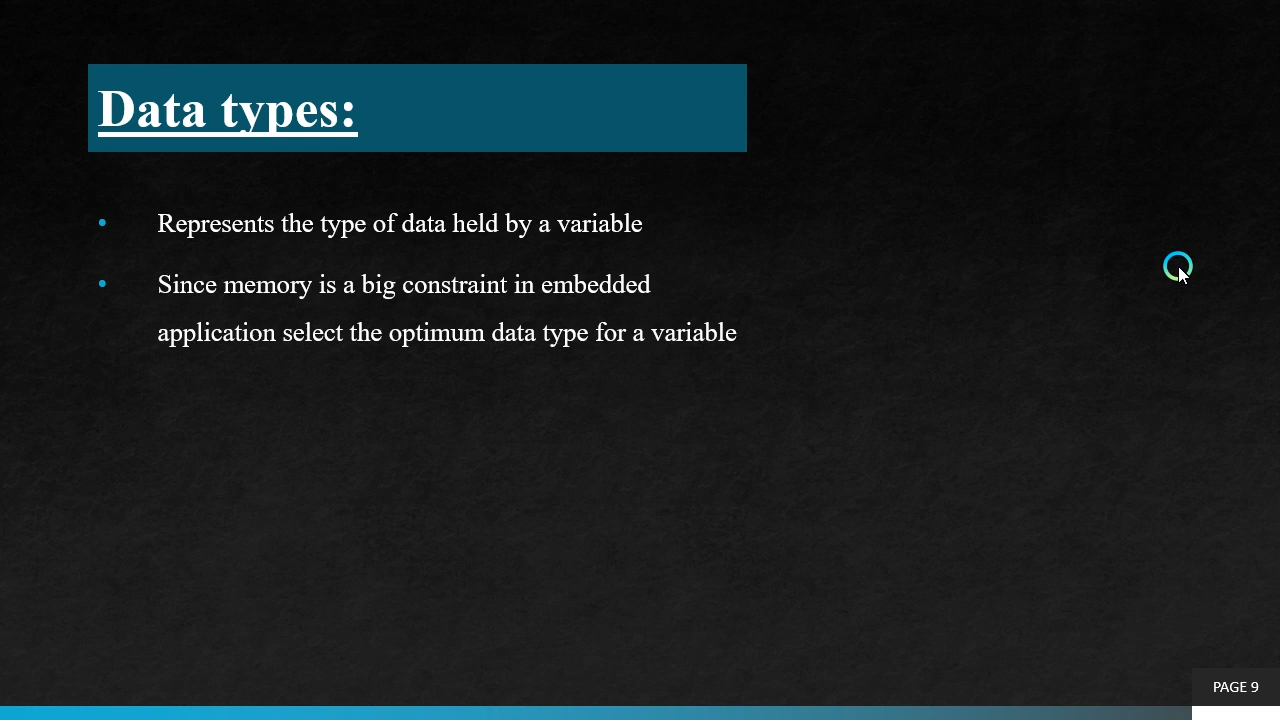 Data types:
• Represents the type of data held by a variable
• Since memory is a big constraint in embedded
application select the optimum data type for a variable
PAGE 9